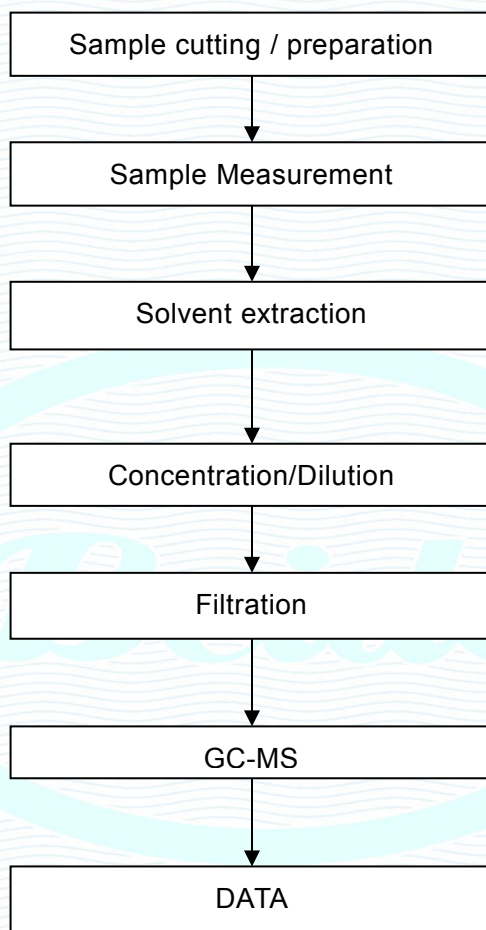 Sample cutting / preparation
Sample Measurement
Solvent extraction
Concentration/Dilution
Filtration
GC-MS
DATA